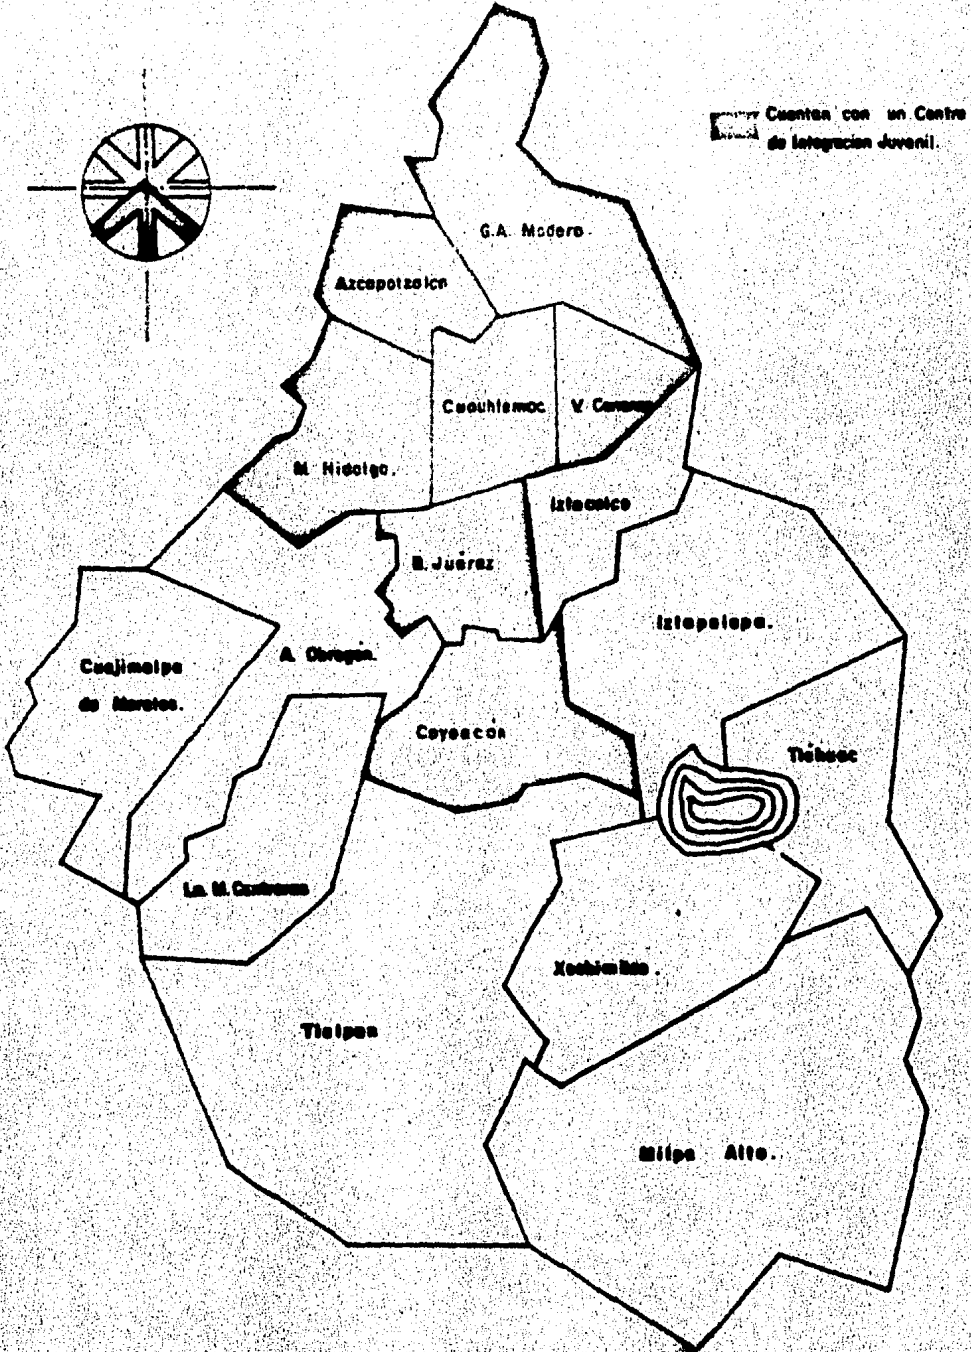 Cuentan con un Centro
de Integracion Juvenil.
G.A. Madero.
Azcapotzalco
Cuauhtemoc
V. Carranza
M. Hidalgo.
Iztacalco
B. Juárez
Iztapalapa.
A. Obregon.
Cuajimalpa
de Morelos.
Coyoacán
Tláhuac
La. M. Contreras
Xochimilco.
Tlalpan
Milpa Alta.